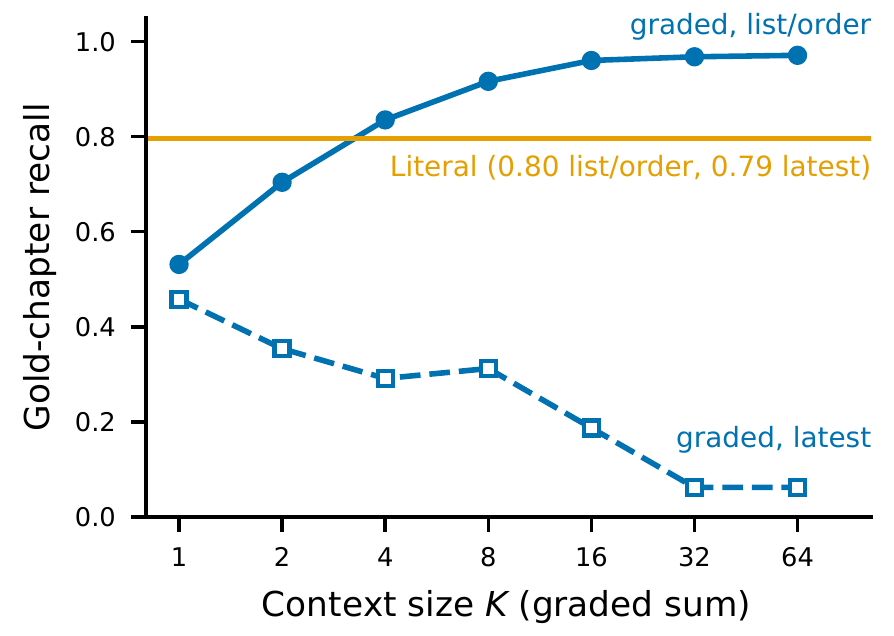 graded, list/order
1.0
0.8
Literal (0.80 list/order, 0.79 latest)
0.6
0.4
graded, latest
0.2
0.0
Gold-chapter recall
1 2 4 8 16 32 64
Context size K (graded sum)